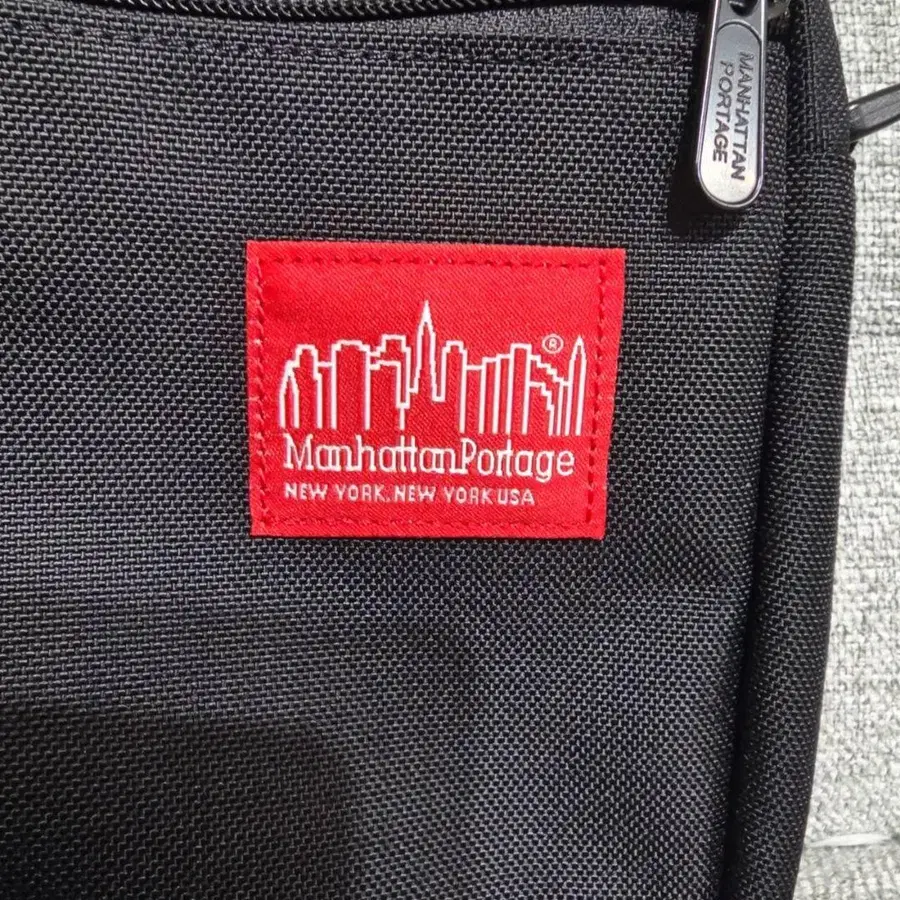 MANHATTAN
PORTAGE
®
ManhattanPortage
NEW YORK, NEW YORK USA